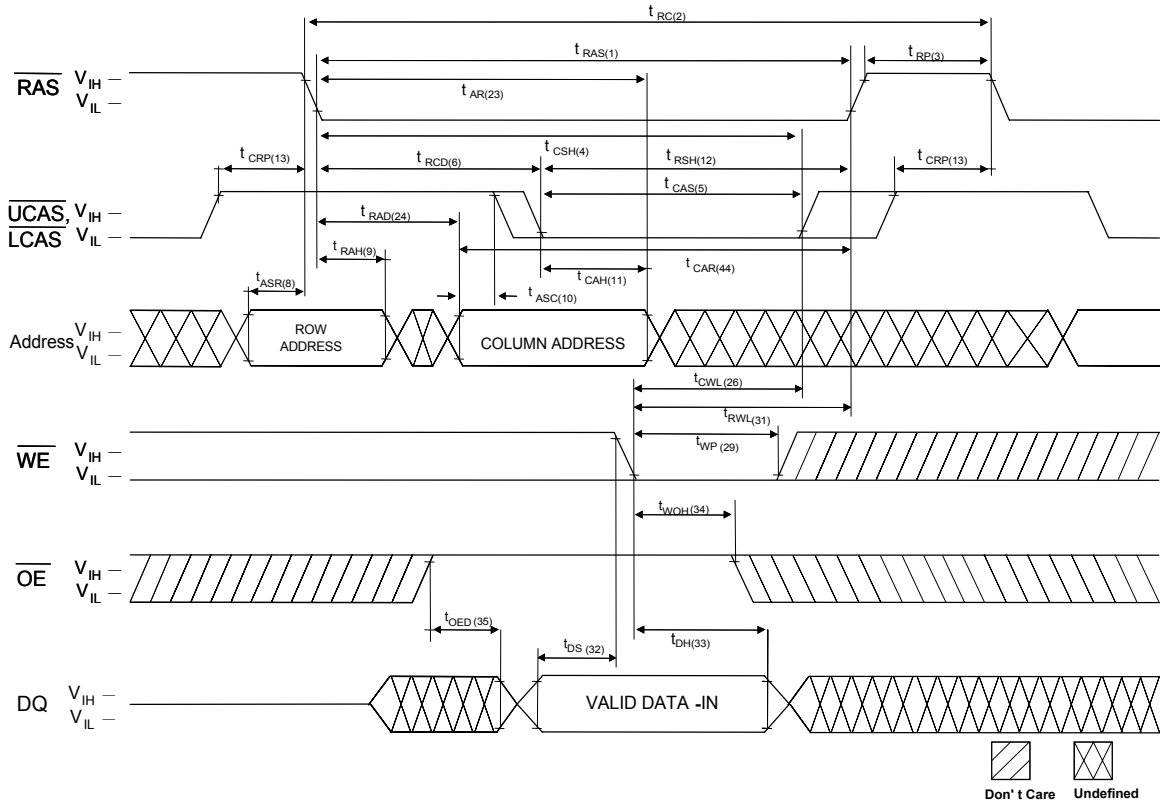 t RC(2)
t RAS(1)
t RP(3)
RAS V IH
V IL
t AR(23)
t CRP(13)
t RCD(6)
t CSH(4)
t RSH(12)
t CRP(13)
t CAS(5)
UCAS, V IH
LCAS V IL
t RAD(24)
t RAH(9)
t CAR(44)
t ASR(8)
t CAH(11)
t ASC(10)
Address V IH
V IL
ROW
ADDRESS
COLUMN ADDRESS
t CWL(26)
t RWL(31)
t WP (29)
WE V IH
V IL
t WOH(34)
OE V IH
V IL
t OED(35)
t DS (32)
t DH(33)
DQ V IH
V IL
VALID DATA -IN
Don' t Care Undefined